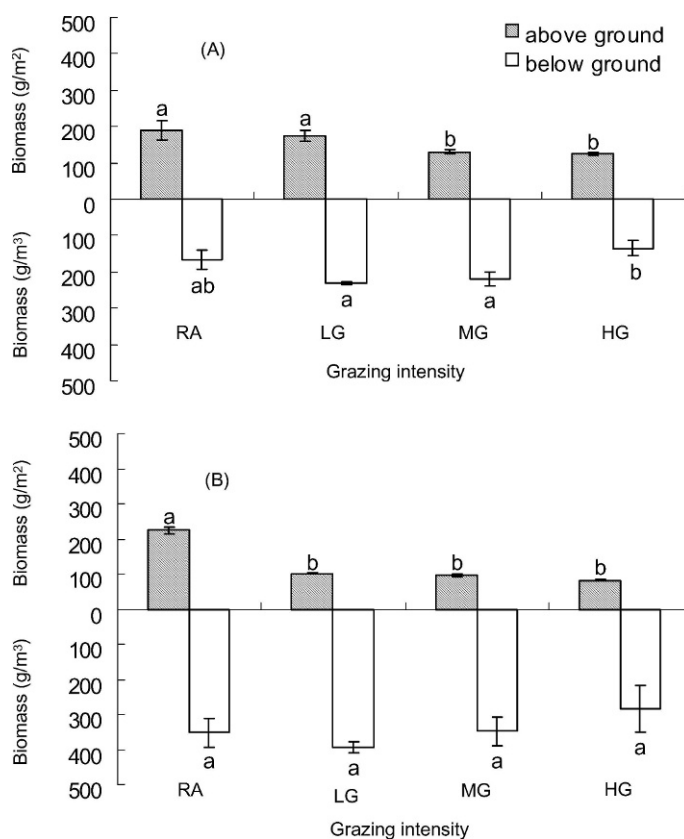 500
400
300
200
100
0
100
200
300
400
500
Biomass (g/m²)
Biomass (g/m³)
(A)
above ground
below ground
a
a
b
b
ab
a
a
b
RA
LG
MG
HG
Grazing intensity
500
400
300
200
100
0
100
200
300
400
500
Biomass (g/m²)
Biomass (g/m³)
(B)
a
b
b
b
a
a
a
a
RA
LG
MG
HG
Grazing intensity